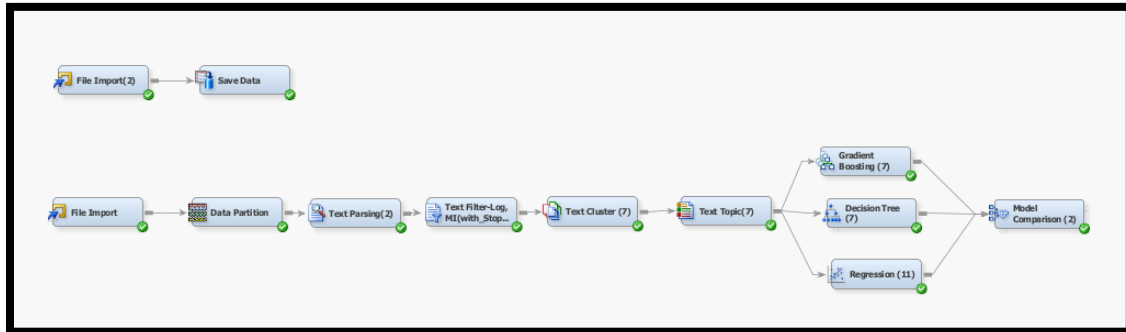 File Import(2)
Save Data
File Import
Data Partition
Text Parsing(2)
Text Filter-Log,
MI(with_Stop...
Text Cluster (7)
Text Topic(7)
Gradient
Boosting (7)
Decision Tree
(7)
Regression (11)
Model
Comparison (2)